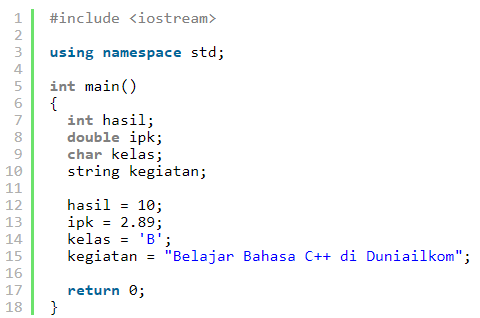 1 #include <iostream>
2
3 using namespace std;
4
5 int main()
6 {
7   int hasil;
8   double ipk;
9   char kelas;
10   string kegiatan;
11
12   hasil = 10;
13   ipk = 2.89;
14   kelas = 'B';
15   kegiatan = "Belajar Bahasa C++ di Duniailkom";
16
17   return 0;
18 }